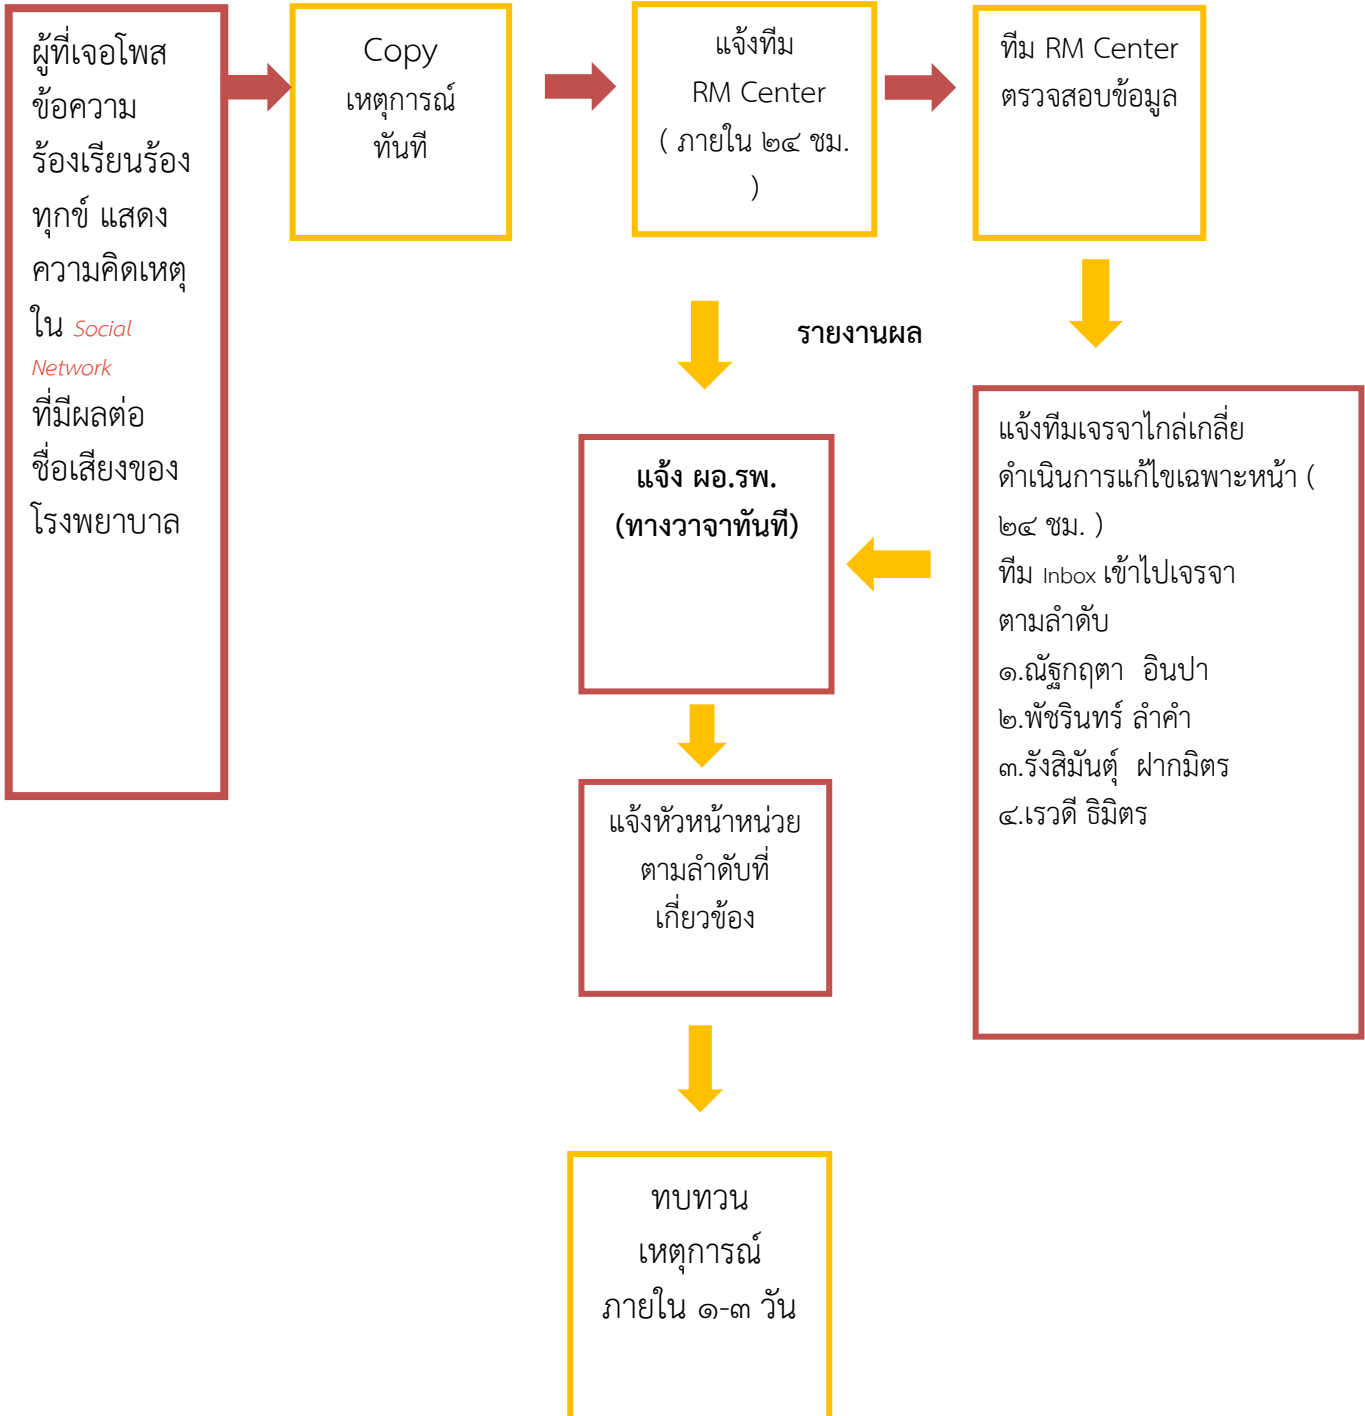 ผู้ที่เจอโพส
ข้อความ
ร้องเรียนร้อง
ทุกข์ แสดง
ความคิดเหตุ
ใน Social
Network
ที่มีผลต่อ
ชื่อเสียงของ
โรงพยาบาล
Copy
เหตุการณ์
ทันที
แจ้งทีม
RM Center
( ภายใน ๒๔ ชม.
)
ทีม RM Center
ตรวจสอบข้อมูล
รายงานผล
แจ้งทีมเจรจาไกล่เกลี่ย
ดำเนินการแก้ไขเฉพาะหน้า (
๒๔ ชม. )
ทีม Inbox เข้าไปเจรจา
ตามลำดับ
๑.ณัฐกฤตา  อินปา
๒.พัชรินทร์ ลำคำ
๓.รังสิมันตุ์  ฝากมิตร
๔.เรวดี ธิมิตร
แจ้ง ผอ.รพ.
(ทางวาจาทันที)
แจ้งหัวหน้าหน่วย
ตามลำดับที่
เกี่ยวข้อง
ทบทวน
เหตุการณ์
ภายใน ๑-๓ วัน